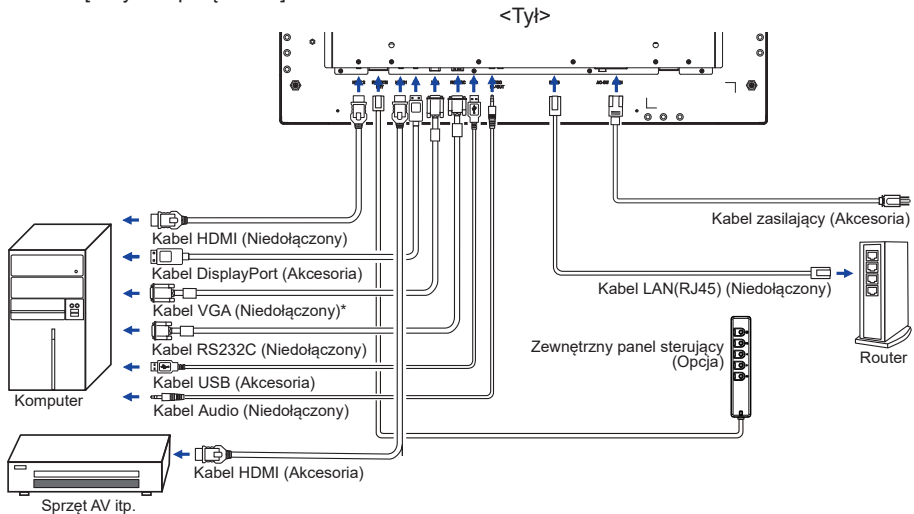 <Tył>
Kabel zasilający (Akcesoria)
Kabel HDMI (Niedołączony)
Kabel DisplayPort (Akcesoria)
Kabel LAN(RJ45) (Niedołączony)
Kabel VGA (Niedołączony)*
Kabel RS232C (Niedołączony)
Zewnętrzny panel sterujący
(Opcja)
Router
Kabel USB (Akcesoria)
Komputer
Kabel Audio (Niedołączony)
Kabel HDMI (Akcesoria)
Sprzęt AV itp.